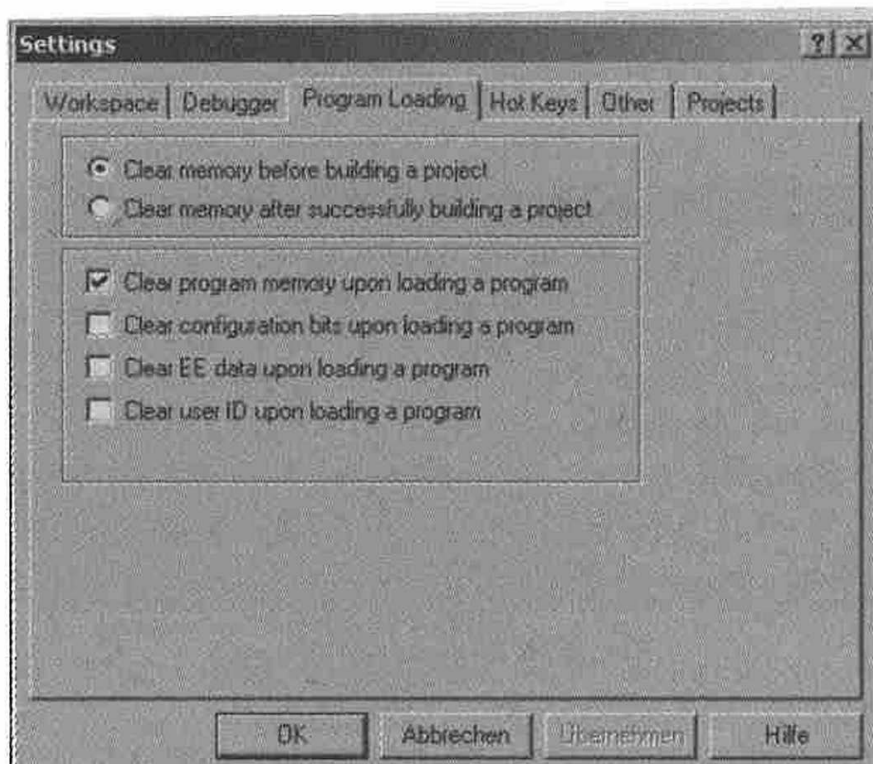 Settings
Workspace Debugger Program Loading Hot Keys Other Projects
Clear memory before building a project
Clear memory after successfully building a project
Clear program memory upon loading a program
Clear configuration bits upon loading a program
Clear EE data upon loading a program
Clear user ID upon loading a program
OK Abbrechen Übernehmen Hilfe